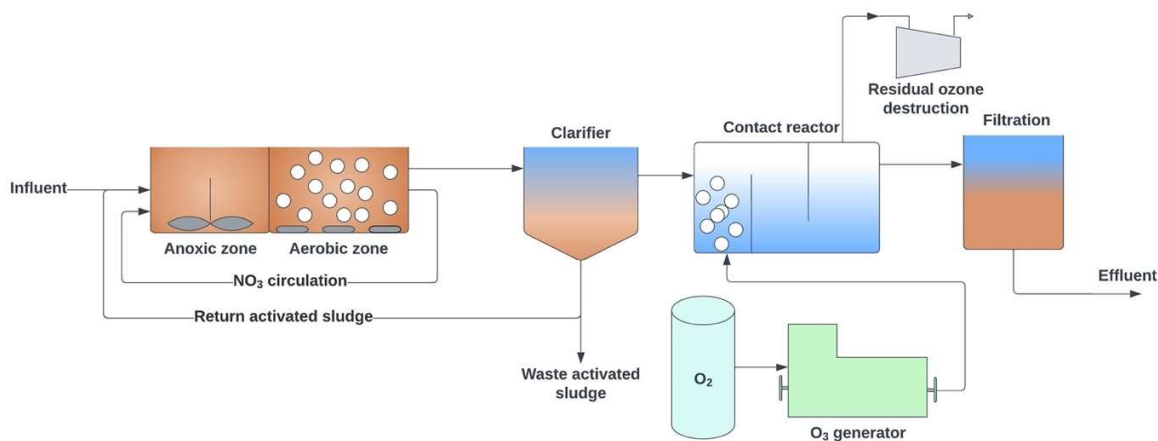 Residual ozone
destruction
Clarifier
Contact reactor
Filtration
Influent
Anoxic zone
Aerobic zone
NO₃ circulation
Effluent
Return activated sludge
Waste activated
sludge
O₂
O₃ generator